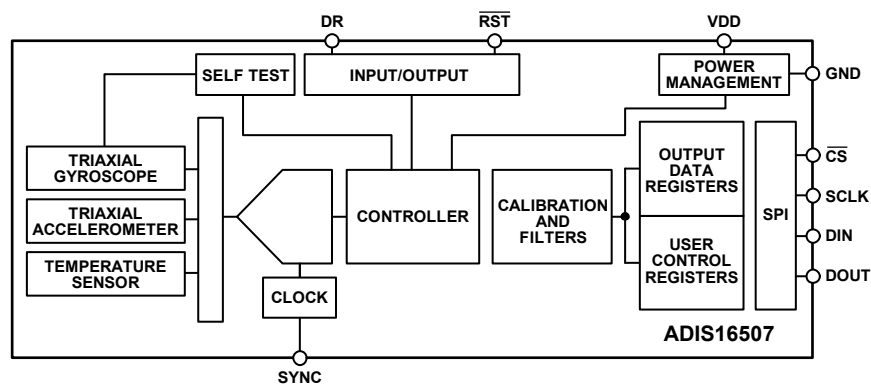 DR
RST
VDD
SELF TEST
INPUT/OUTPUT
POWER
MANAGEMENT
GND
TRIAXIAL
GYROSCOPE
TRIAXIAL
ACCELEROMETER
TEMPERATURE
SENSOR
CLOCK
SYNC
CONTROLLER
CALIBRATION
AND
FILTERS
OUTPUT
DATA
REGISTERS
USER
CONTROL
REGISTERS
SPI
CS
SCLK
DIN
DOUT
ADIS16507